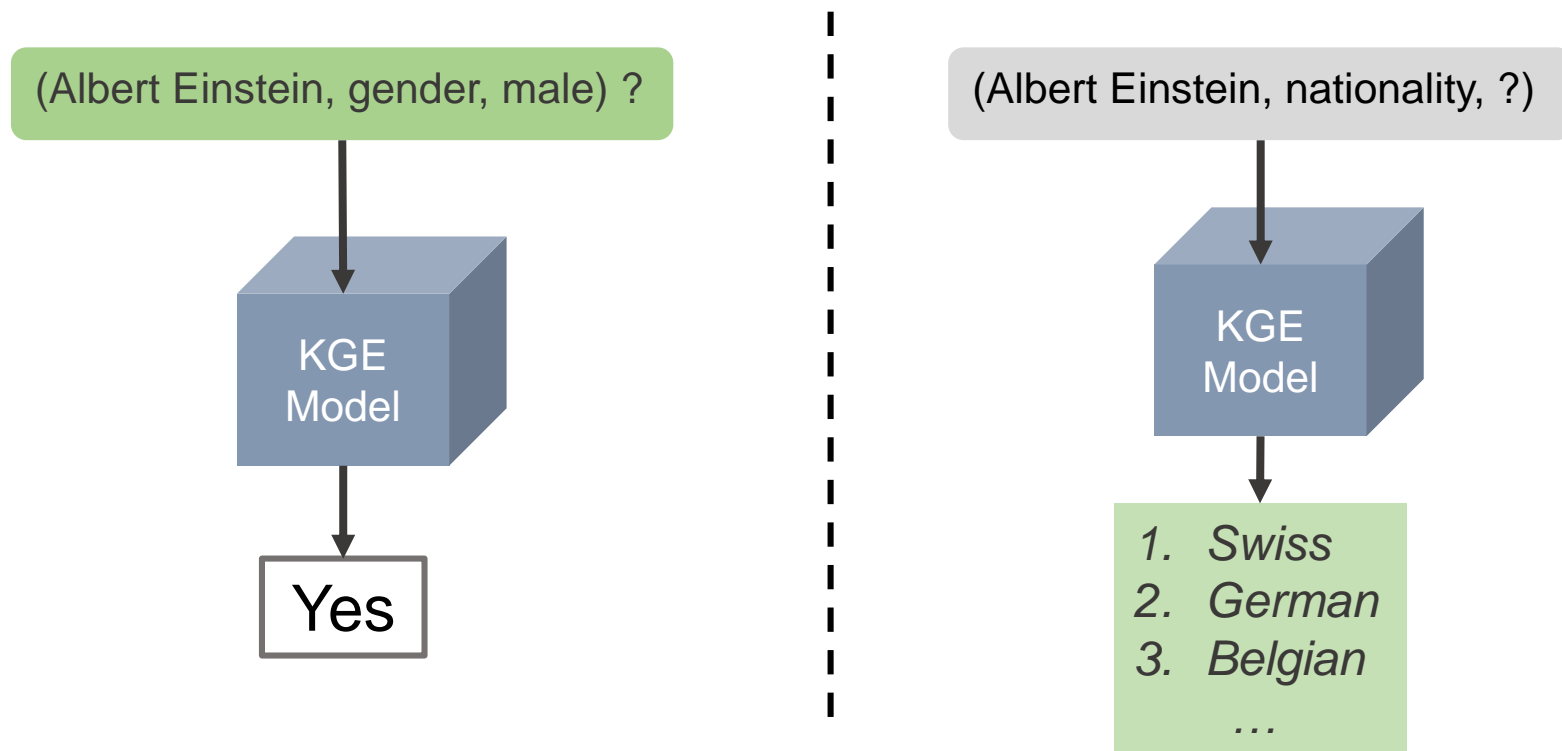 (Albert Einstein, gender, male) ?
KGE
Model
Yes
(Albert Einstein, nationality, ?)
KGE
Model
1. Swiss
2. German
3. Belgian
…